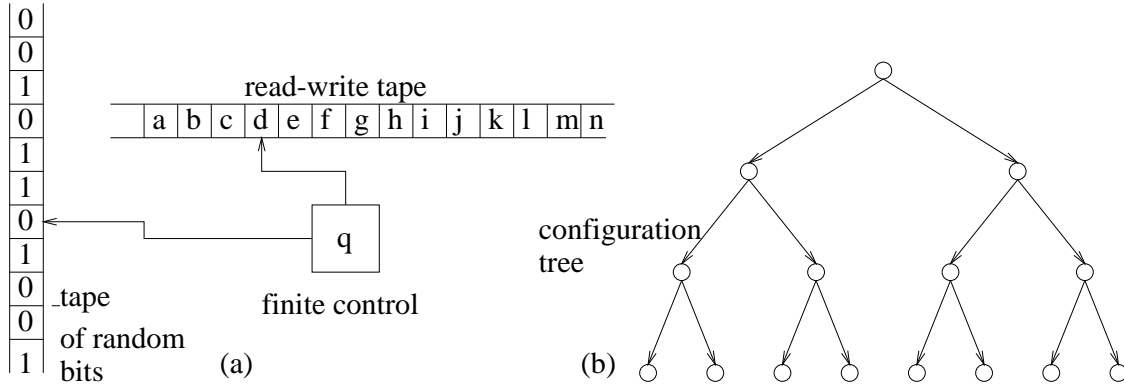 0
0
1
0
1
1
0
1
0
0
1
read-write tape
a b c d e f g h i j k l m n
q
finite control
tape
of random
bits
(a)
configuration
tree
(b)